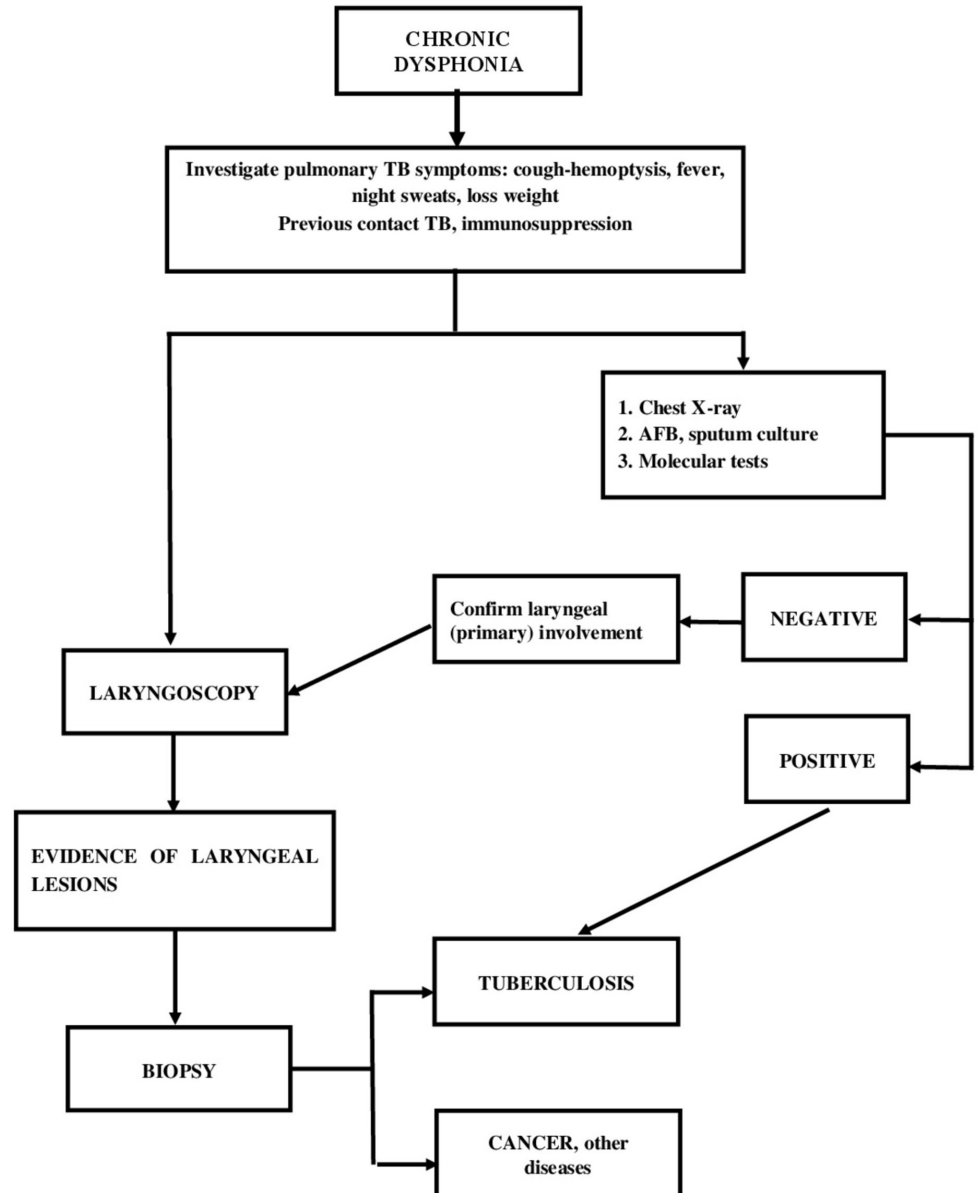 CHRONIC
DYSPHONIA
Investigate pulmonary TB symptoms: cough-hemoptysis, fever,
night sweats, loss weight
Previous contact TB, immunosuppression
1. Chest X-ray
2. AFB, sputum culture
3. Molecular tests
Confirm laryngeal
(primary) involvement
NEGATIVE
LARYNGOSCOPY
POSITIVE
EVIDENCE OF LARYNGEAL
LESIONS
TUBERCULOSIS
BIOPSY
CANCER, other
diseases